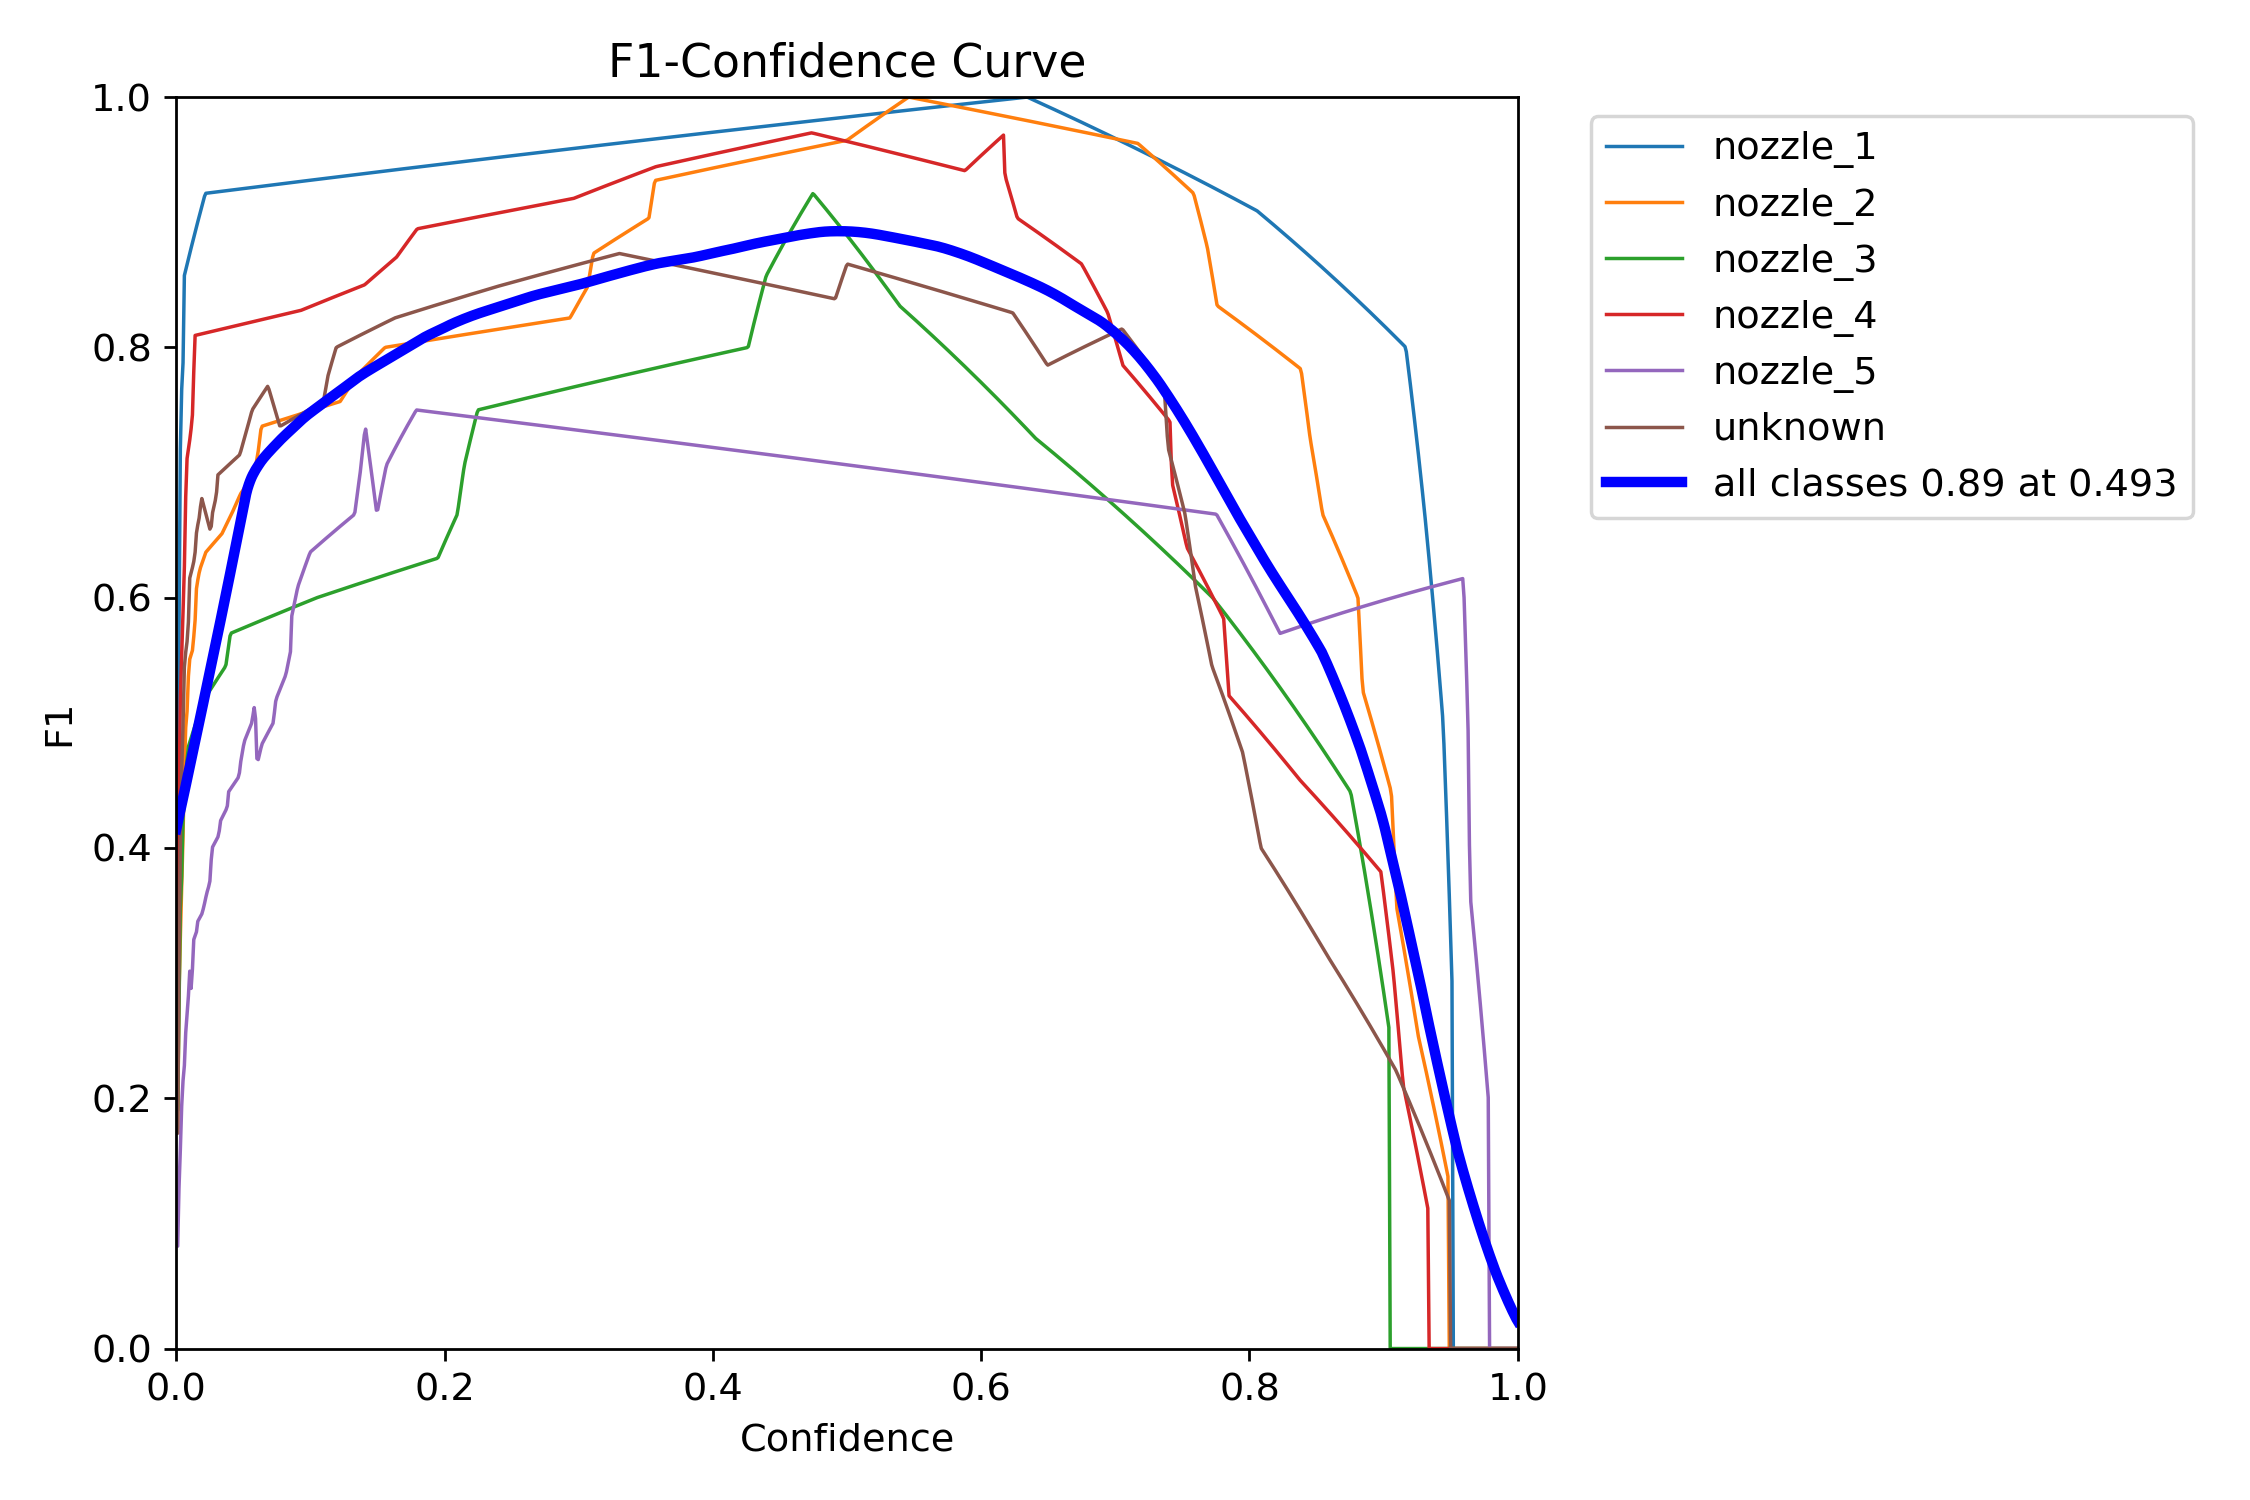 F1-Confidence Curve
1.0
0.8
0.6
0.4
0.2
0.0
F1
0.0 0.2 0.4 0.6 0.8 1.0
Confidence
nozzle_1
nozzle_2
nozzle_3
nozzle_4
nozzle_5
unknown
all classes 0.89 at 0.493